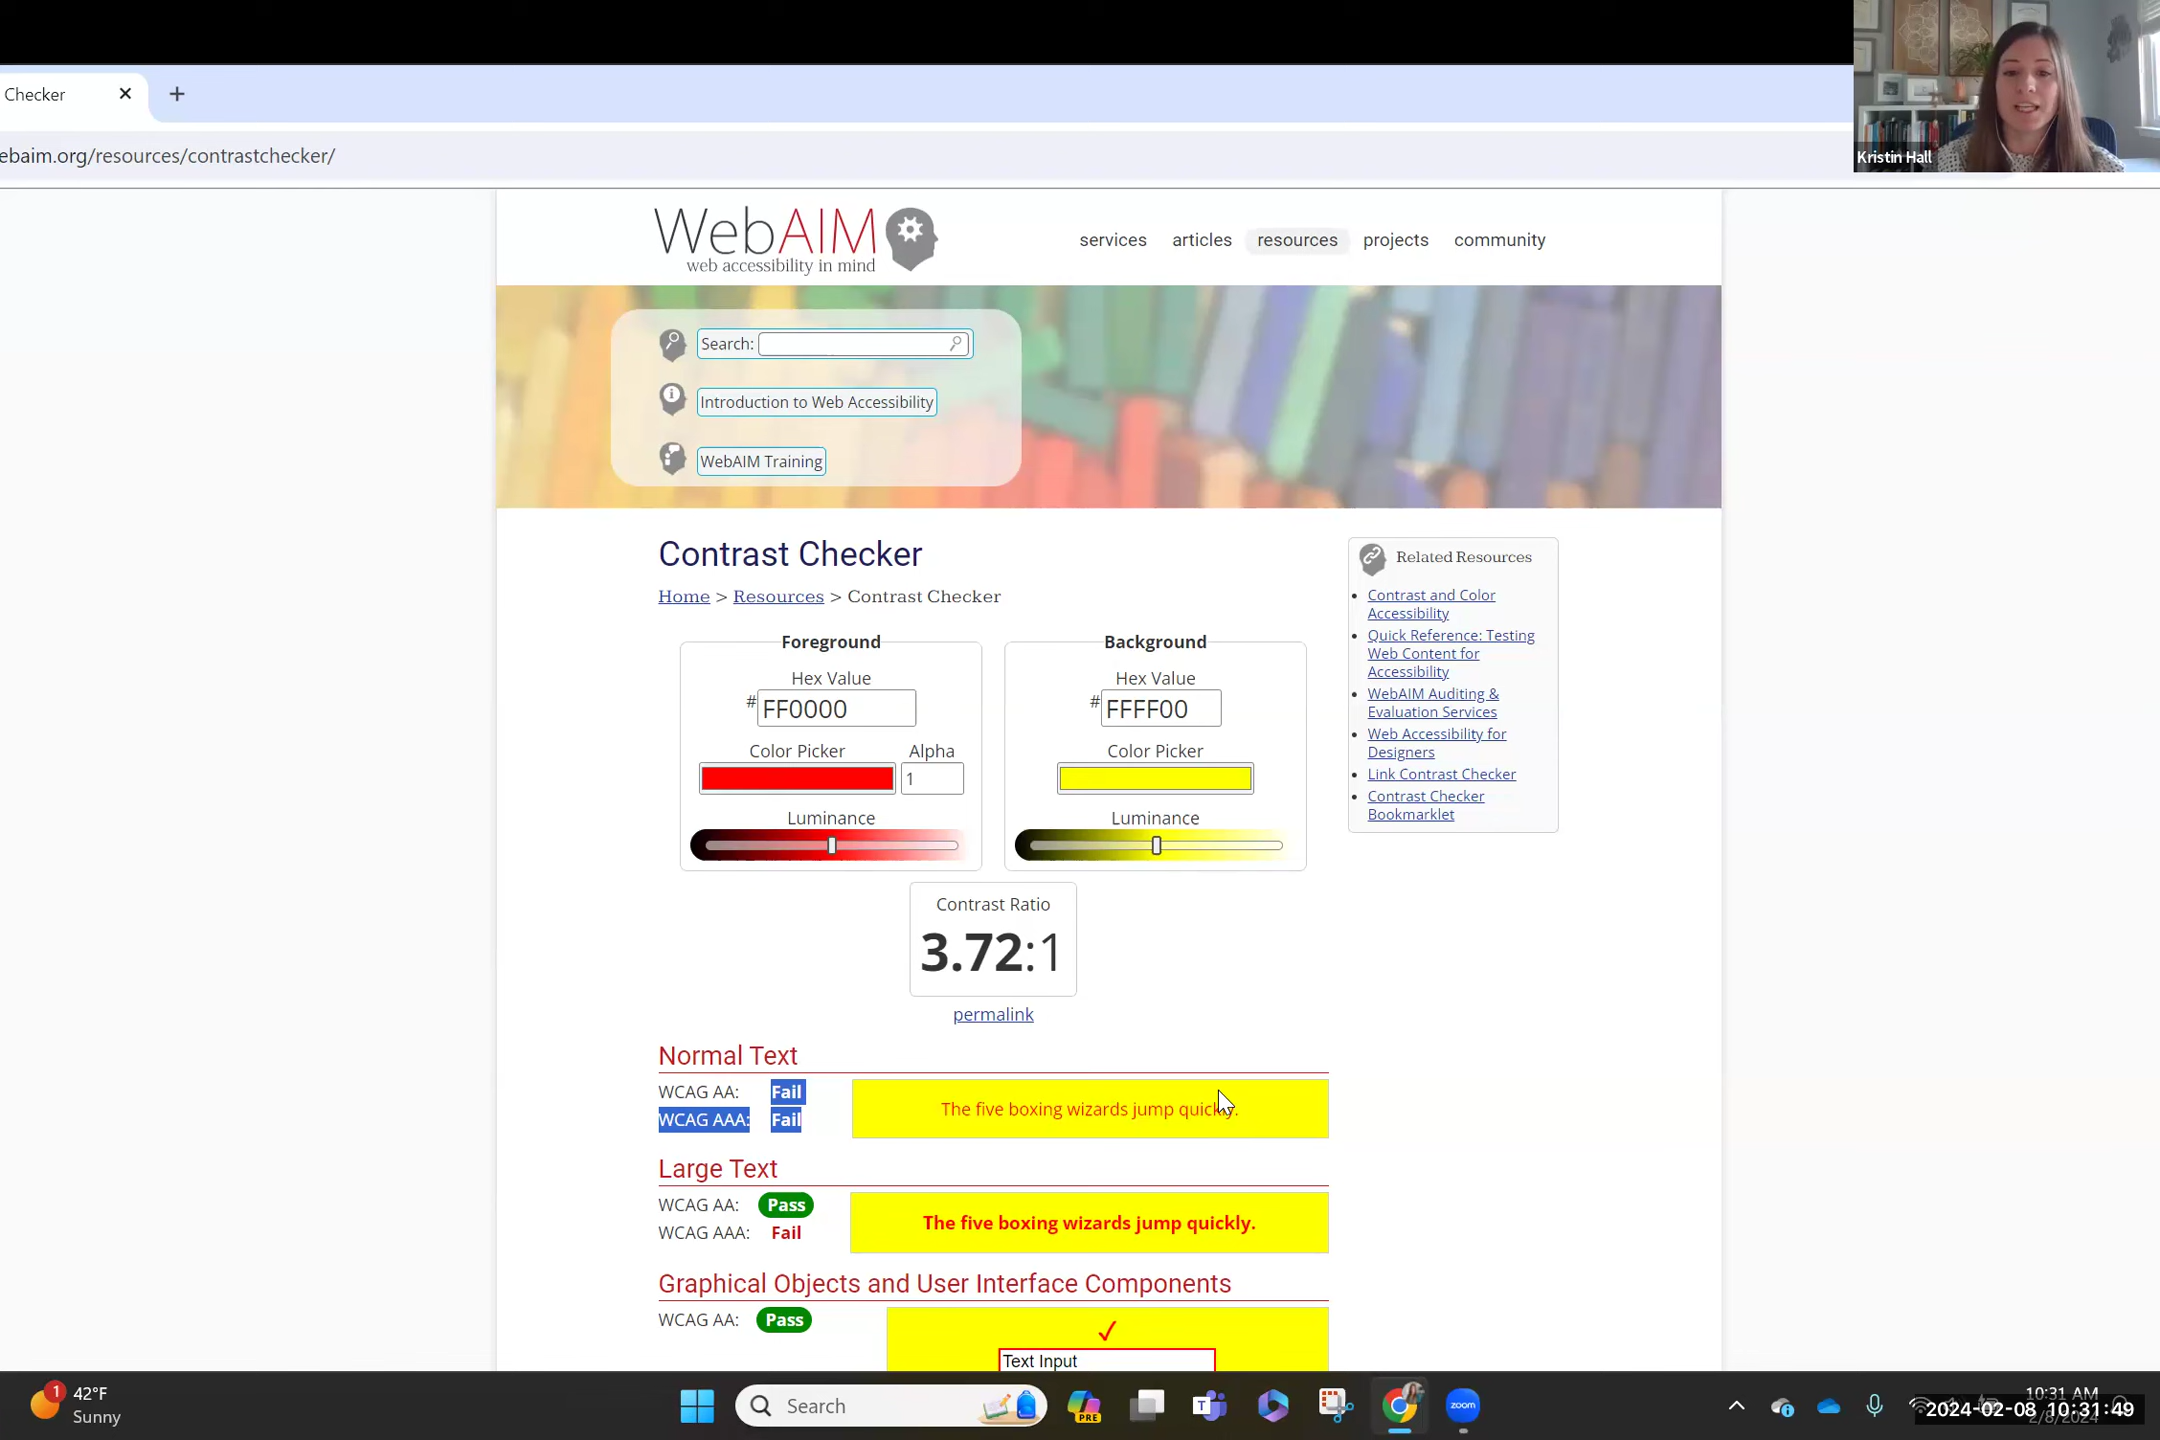 Checker
ebaim.org/resources/contrastchecker/
Kristin Hall
WebAIM
web accessibility in mind
services articles resources projects community
Search:
Introduction to Web Accessibility
WebAIM Training
Contrast Checker
Home > Resources > Contrast Checker
Foreground
Hex Value
# FF0000
Color Picker Alpha
1
Luminance
Background
Hex Value
# FFFF00
Color Picker
Luminance
Related Resources
Contrast and Color
Accessibility
Quick Reference: Testing
Web Content for
Accessibility
WebAIM Auditing &
Evaluation Services
Web Accessibility for
Designers
Link Contrast Checker
Contrast Checker
Bookmarklet
Contrast Ratio
3.72:1
permalink
Normal Text
WCAG AA: Fail
WCAG AAA: Fail
The five boxing wizards jump quickly.
Large Text
WCAG AA: Pass
WCAG AAA: Fail
The five boxing wizards jump quickly.
Graphical Objects and User Interface Components
WCAG AA: Pass
✓
Text Input
1
42°F
Sunny
Search
PRE
T
zoom
10:31 AM
2024-02-08 10:31:49
2/8/2024